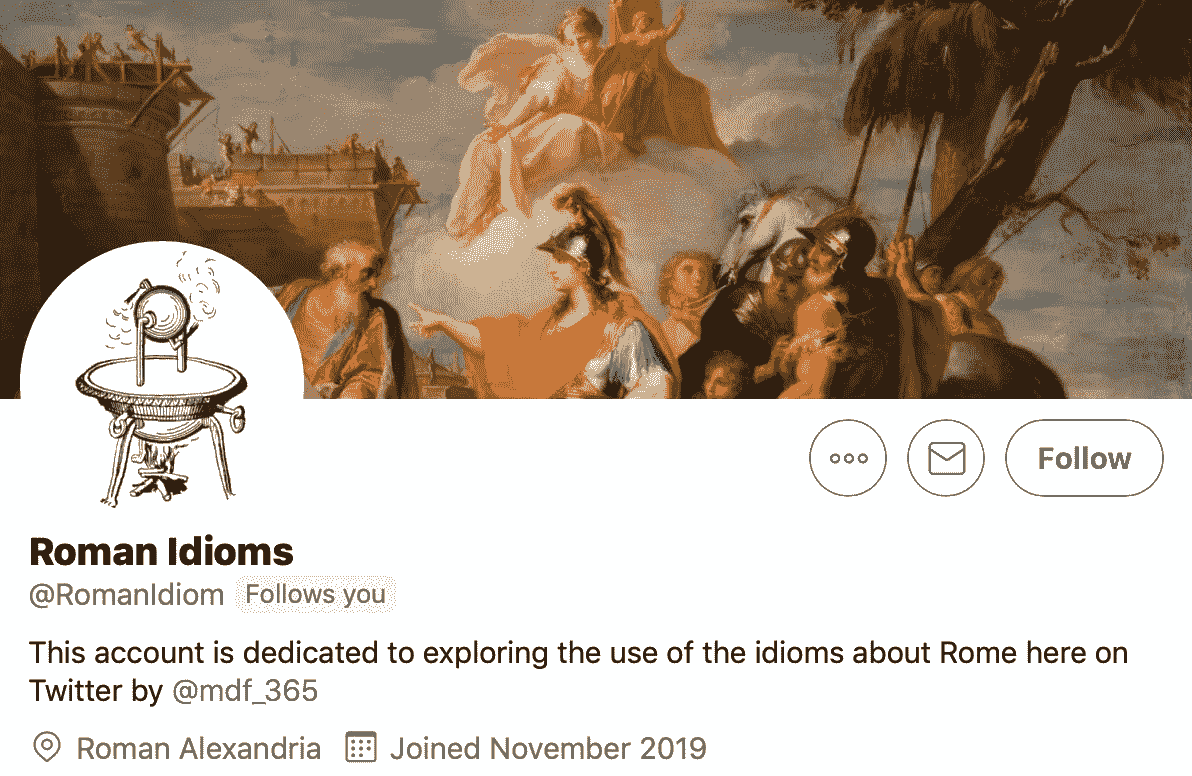 Follow
Roman Idioms
@RomanIdiom Follows you
This account is dedicated to exploring the use of the idioms about Rome here on
Twitter by @mdf_365
Roman Alexandria Joined November 2019